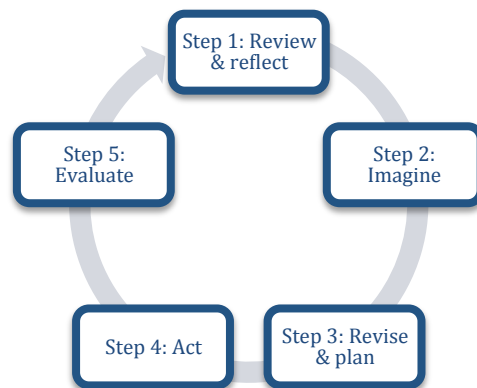 Step 1: Review
& reflect
Step 2:
Imagine
Step 3: Revise
& plan
Step 4: Act
Step 5:
Evaluate